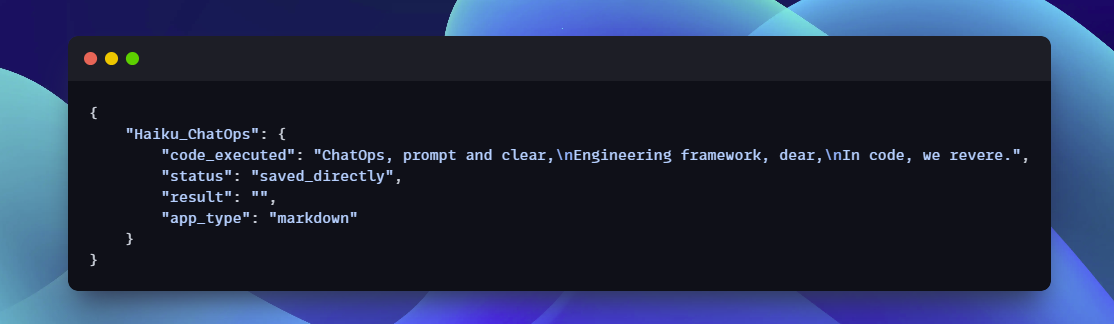 {
    "Haiku_ChatOps": {
        "code_executed": "ChatOps, prompt and clear,\nEngineering framework, dear,\nIn code, we revere.",
        "status": "saved_directly",
        "result": "",
        "app_type": "markdown"
    }
}